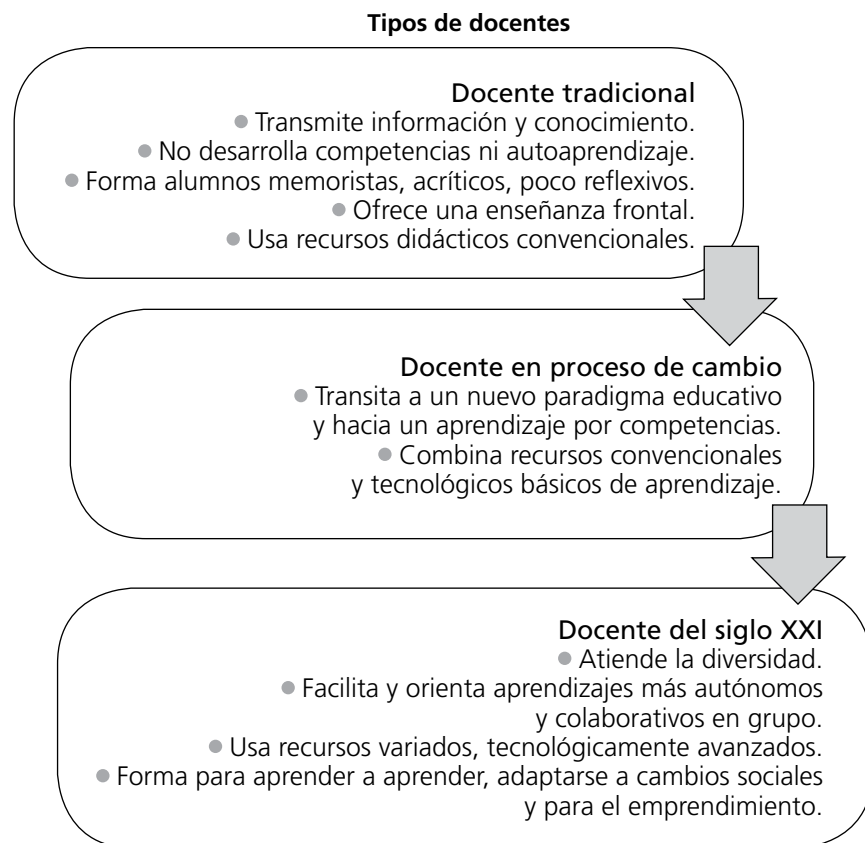 Tipos de docentes
Docente tradicional
● Transmite información y conocimiento.
● No desarrolla competencias ni autoaprendizaje.
● Forma alumnos memoristas, acríticos, poco reflexivos.
● Ofrece una enseñanza frontal.
● Usa recursos didácticos convencionales.
Docente en proceso de cambio
● Transita a un nuevo paradigma educativo
y hacia un aprendizaje por competencias.
● Combina recursos convencionales
y tecnológicos básicos de aprendizaje.
Docente del siglo XXI
● Atiende la diversidad.
● Facilita y orienta aprendizajes más autónomos
y colaborativos en grupo.
● Usa recursos variados, tecnológicamente avanzados.
● Forma para aprender a aprender, adaptarse a cambios sociales
y para el emprendimiento.